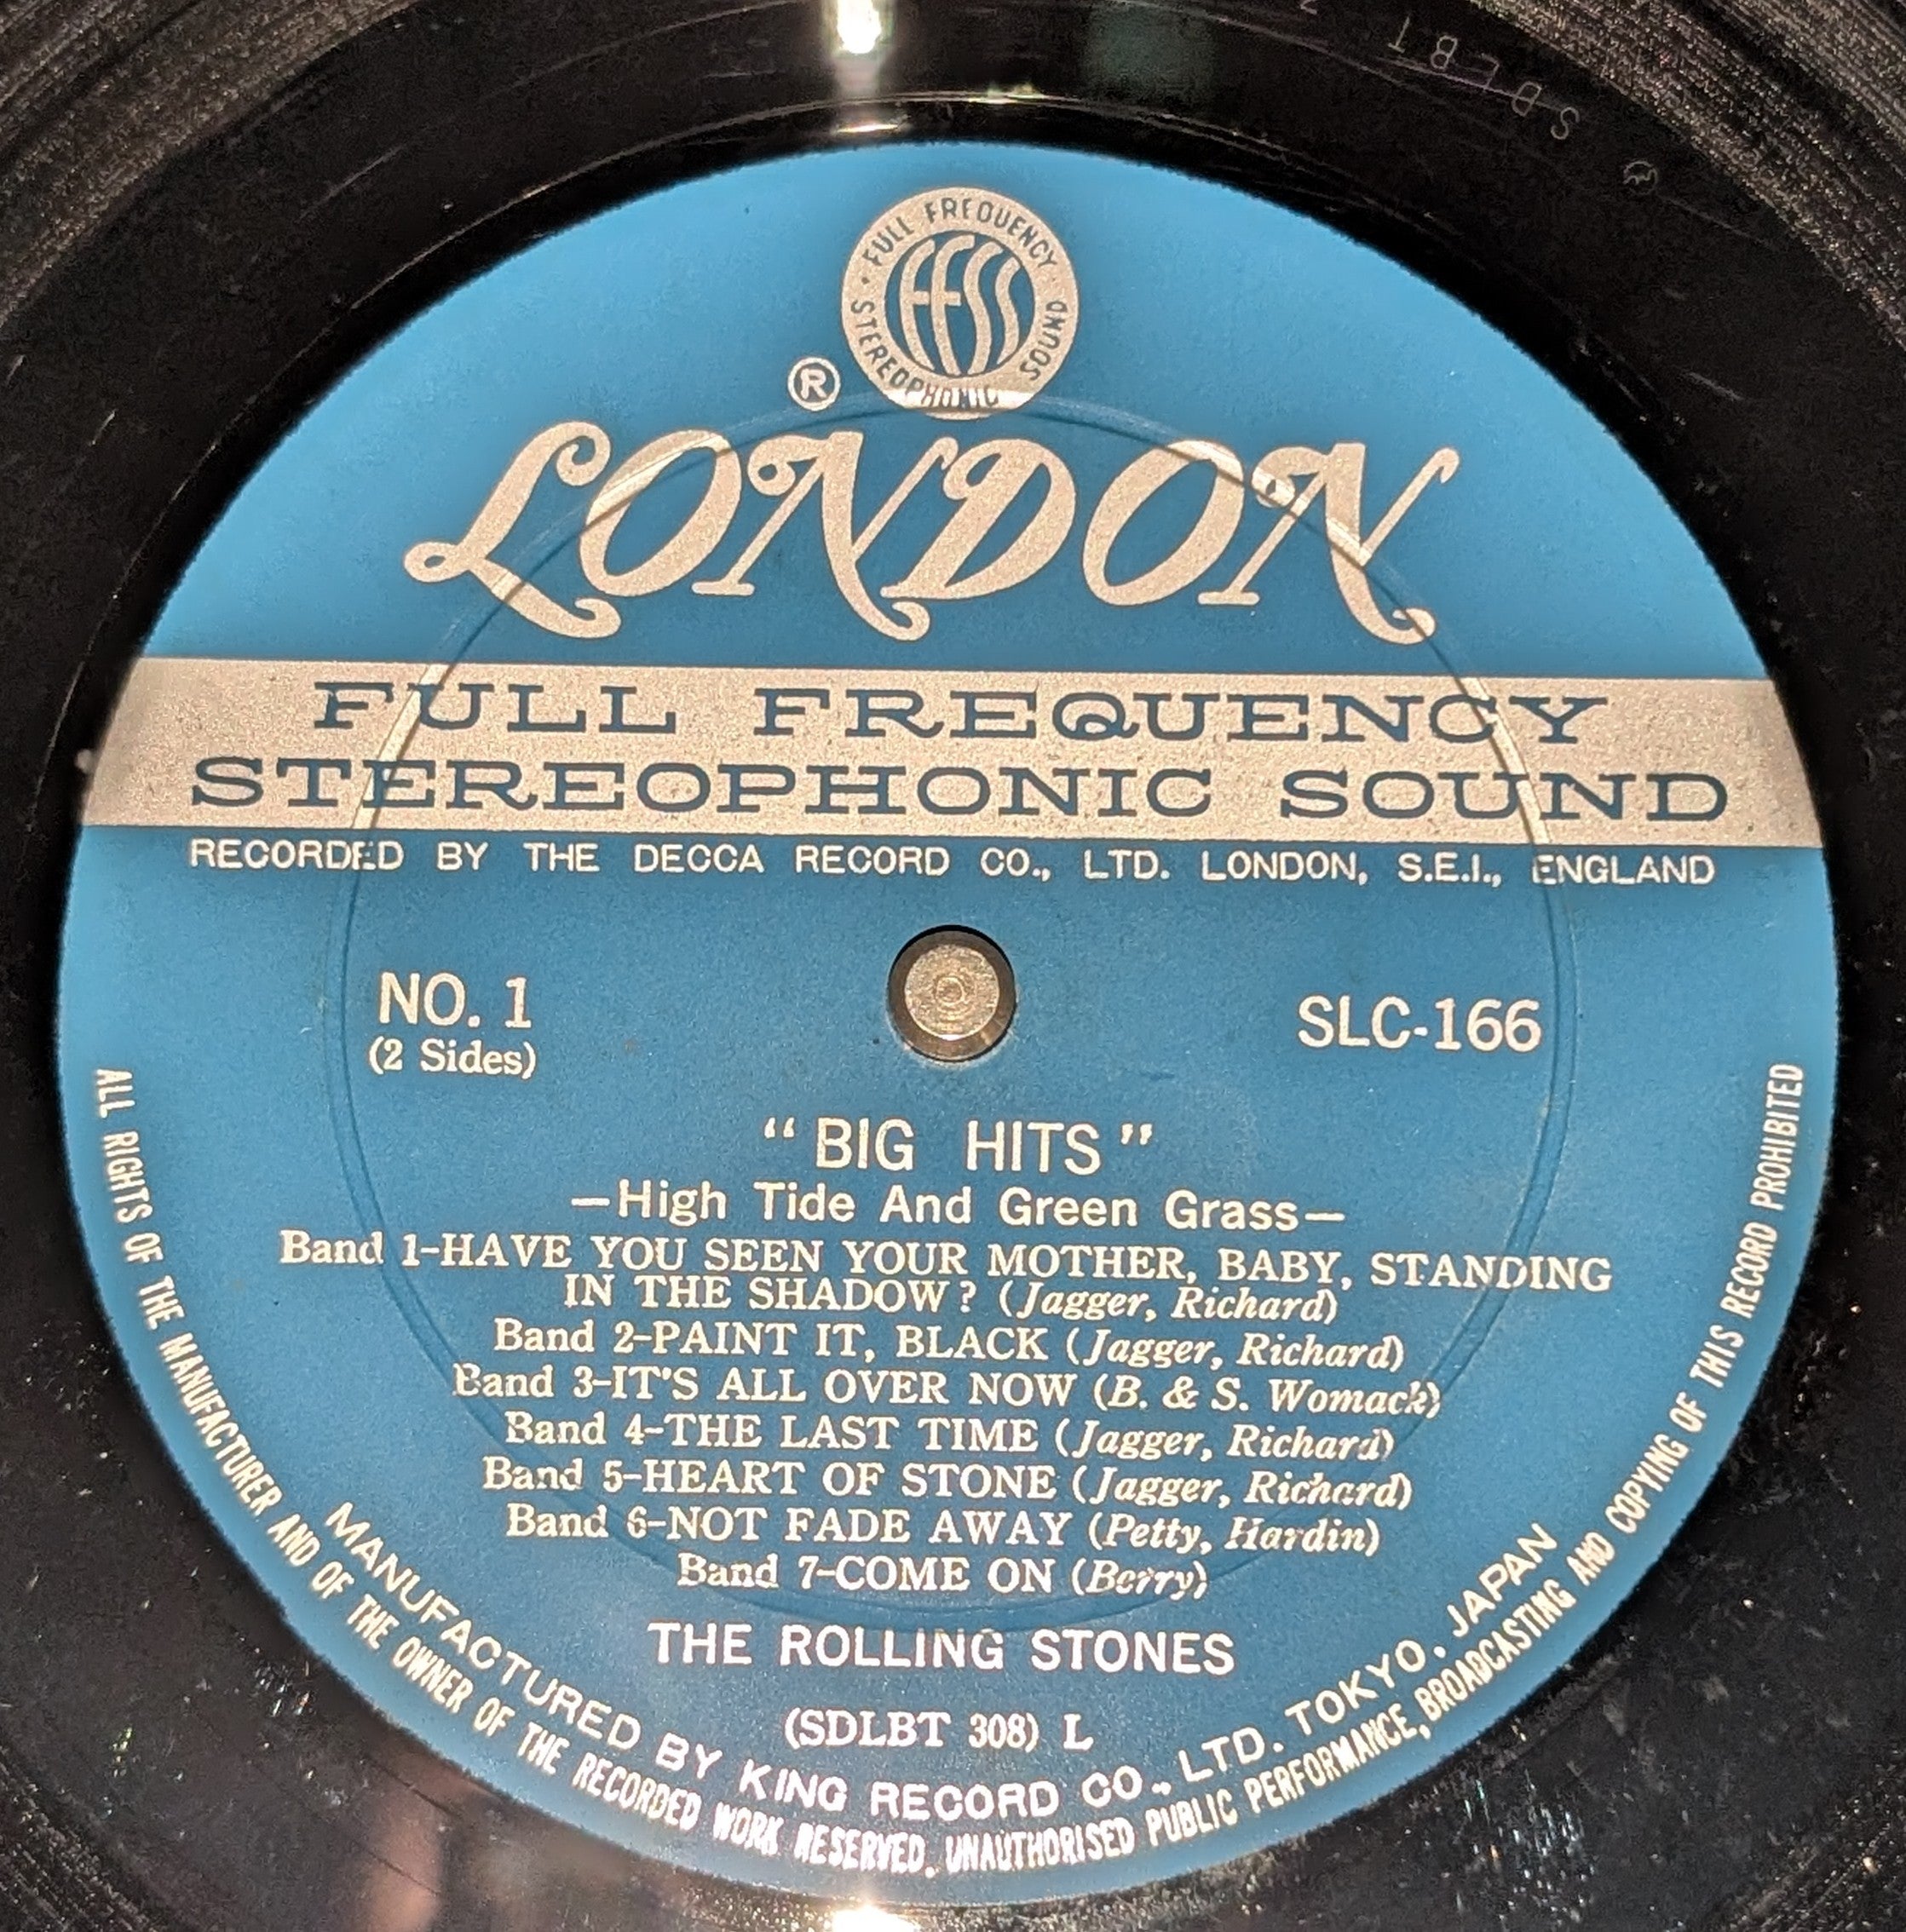 SDLBT
FULL FREQUENCY
STEREOPHONIC SOUND
FFSS
®
LONDON
FULL FREQUENCY
STEREOPHONIC SOUND
RECORDED BY THE DECCA RECORD CO., LTD. LONDON, S.E.I., ENGLAND
NO. 1
(2 Sides)
SLC-166
“BIG HITS”
—High Tide And Green Grass—
Band 1-HAVE YOU SEEN YOUR MOTHER, BABY, STANDING
IN THE SHADOW? (Jagger, Richard)
Band 2-PAINT IT, BLACK (Jagger, Richard)
Band 3-IT'S ALL OVER NOW (B. & S. Womack)
Band 4-THE LAST TIME (Jagger, Richard)
Band 5-HEART OF STONE (Jagger, Richard)
Band 6-NOT FADE AWAY (Petty, Hardin)
Band 7-COME ON (Berry)
THE ROLLING STONES
(SDLBT 308) L
MANUFACTURED BY KING RECORD CO., LTD. TOKYO, JAPAN
ALL RIGHTS OF THE MANUFACTURER AND OF THE OWNER OF THE RECORDED WORK RESERVED. UNAUTHORISED PUBLIC PERFORMANCE, BROADCASTING AND COPYING OF THIS RECORD PROHIBITED